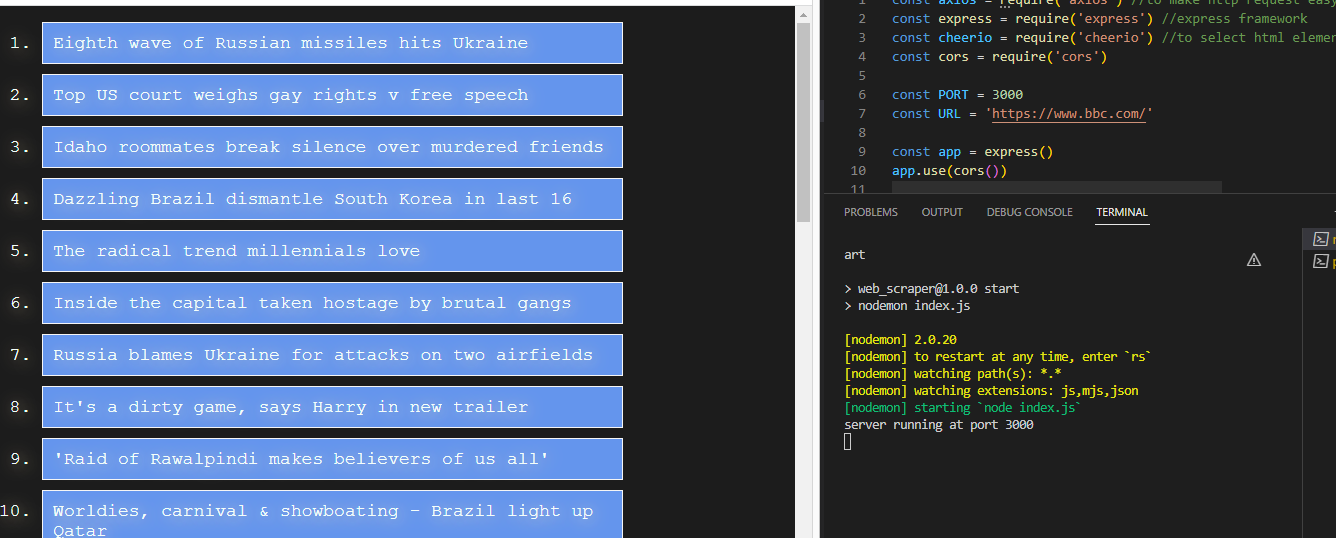 1. Eighth wave of Russian missiles hits Ukraine
2. Top US court weighs gay rights v free speech
3. Idaho roommates break silence over murdered friends
4. Dazzling Brazil dismantle South Korea in last 16
5. The radical trend millennials love
6. Inside the capital taken hostage by brutal gangs
7. Russia blames Ukraine for attacks on two airfields
8. It's a dirty game, says Harry in new trailer
9. 'Raid of Rawalpindi makes believers of us all'
10. Worldies, carnival & showboating - Brazil light up
Qatar
1 const axios = require('axios') //to make http request easy
2 const express = require('express') //express framework
3 const cheerio = require('cheerio') //to select html elemen
4 const cors = require('cors')
5
6 const PORT = 3000
7 const URL = 'https://www.bbc.com/'
8
9 const app = express()
10 app.use(cors())
11
PROBLEMS OUTPUT DEBUG CONSOLE TERMINAL
art
> web_scraper@1.0.0 start
> nodemon index.js
[nodemon] 2.0.20
[nodemon] to restart at any time, enter `rs`
[nodemon] watching path(s): *.*
[nodemon] watching extensions: js,mjs,json
[nodemon] starting `node index.js`
server running at port 3000